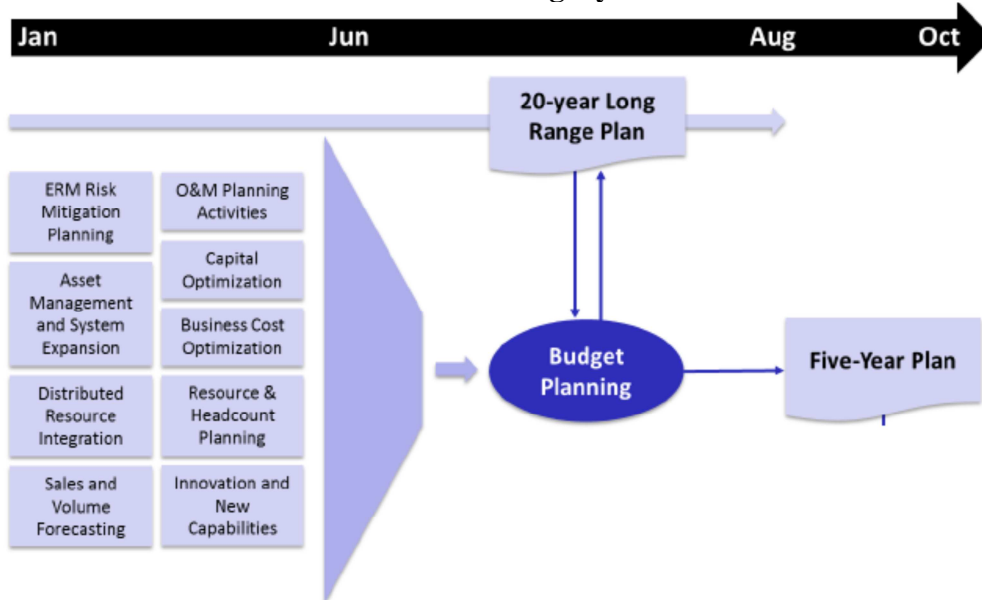 Jan Jun Aug Oct
20-year Long
Range Plan
ERM Risk
Mitigation
Planning
Asset
Management
and System
Expansion
Distributed
Resource
Integration
Sales and
Volume
Forecasting
O&M Planning
Activities
Capital
Optimization
Business Cost
Optimization
Resource &
Headcount
Planning
Innovation and
New
Capabilities
Budget
Planning
Five-Year Plan